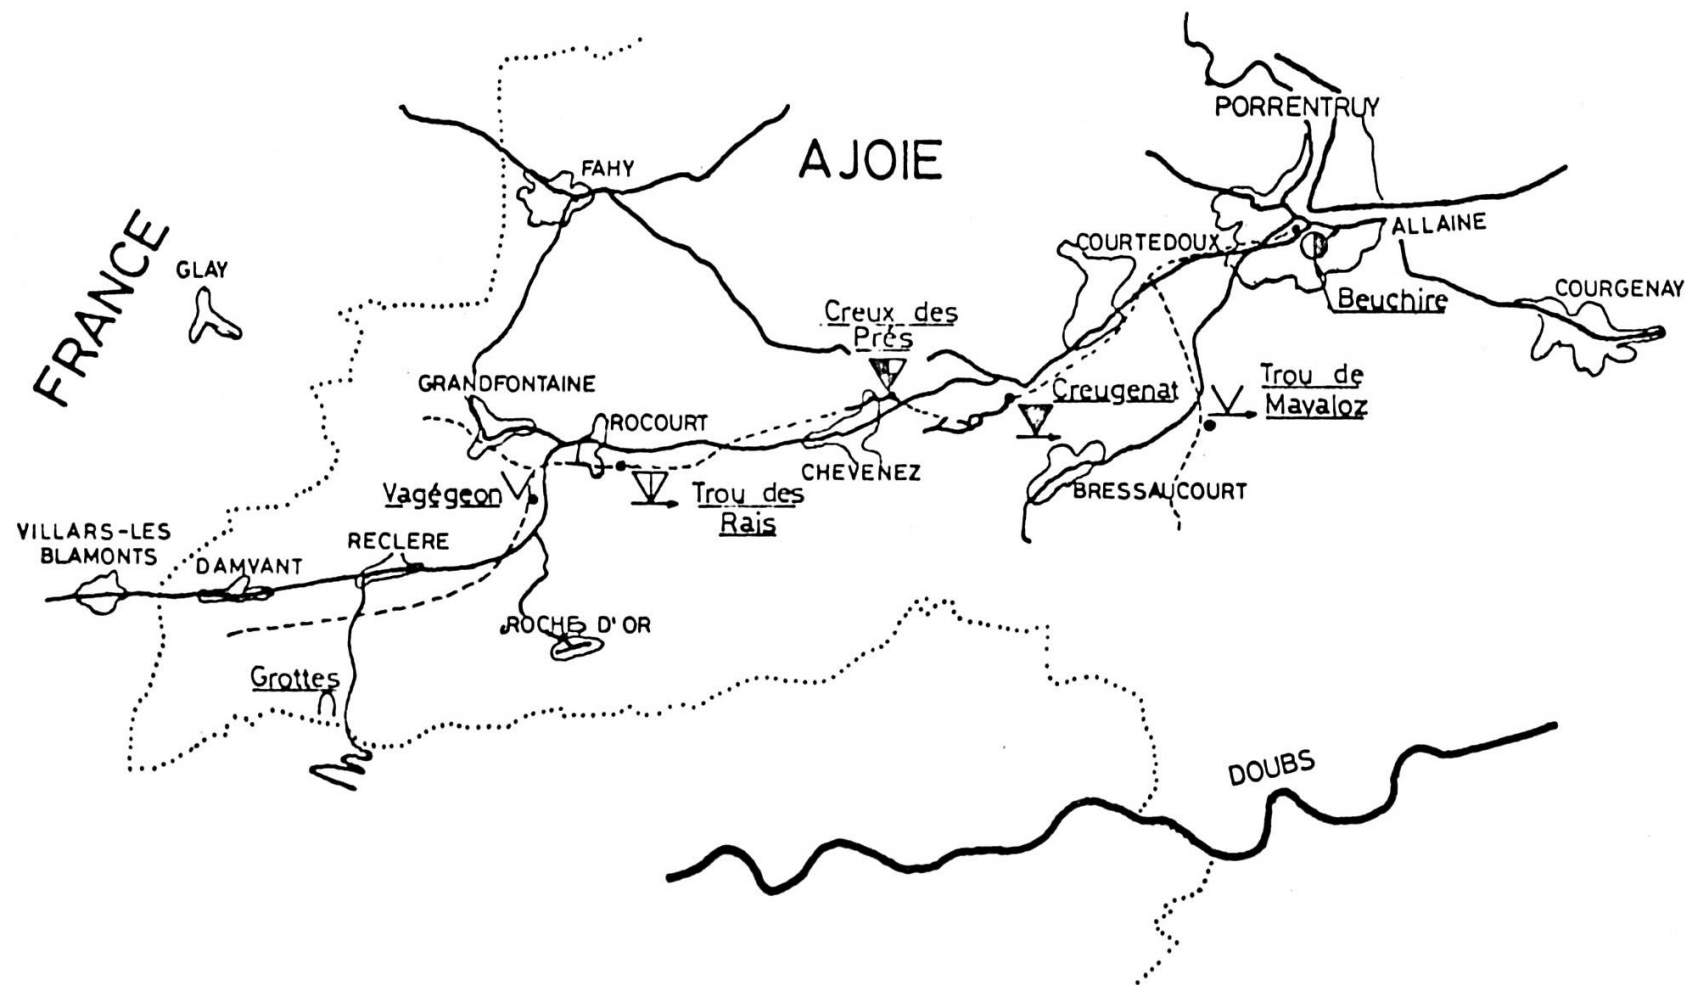 PORRENTRUY
AJOIE
FAHY
FRANCE
GLAY
ALLAINE
COURTEDOUX
COURGENAY
Beuchire
Creux des
Prés
GRANDFONTAINE
Creugenat
Trou de
Mavaloz
ROCOURT
CHEVENEZ
BRESSAUCOURT
Vagégeon
Trou des
Rais
VILLARS-LES
BLAMONTS
DAMVANT
RECLERE
ROCHE D'OR
Grottes
DOUBS